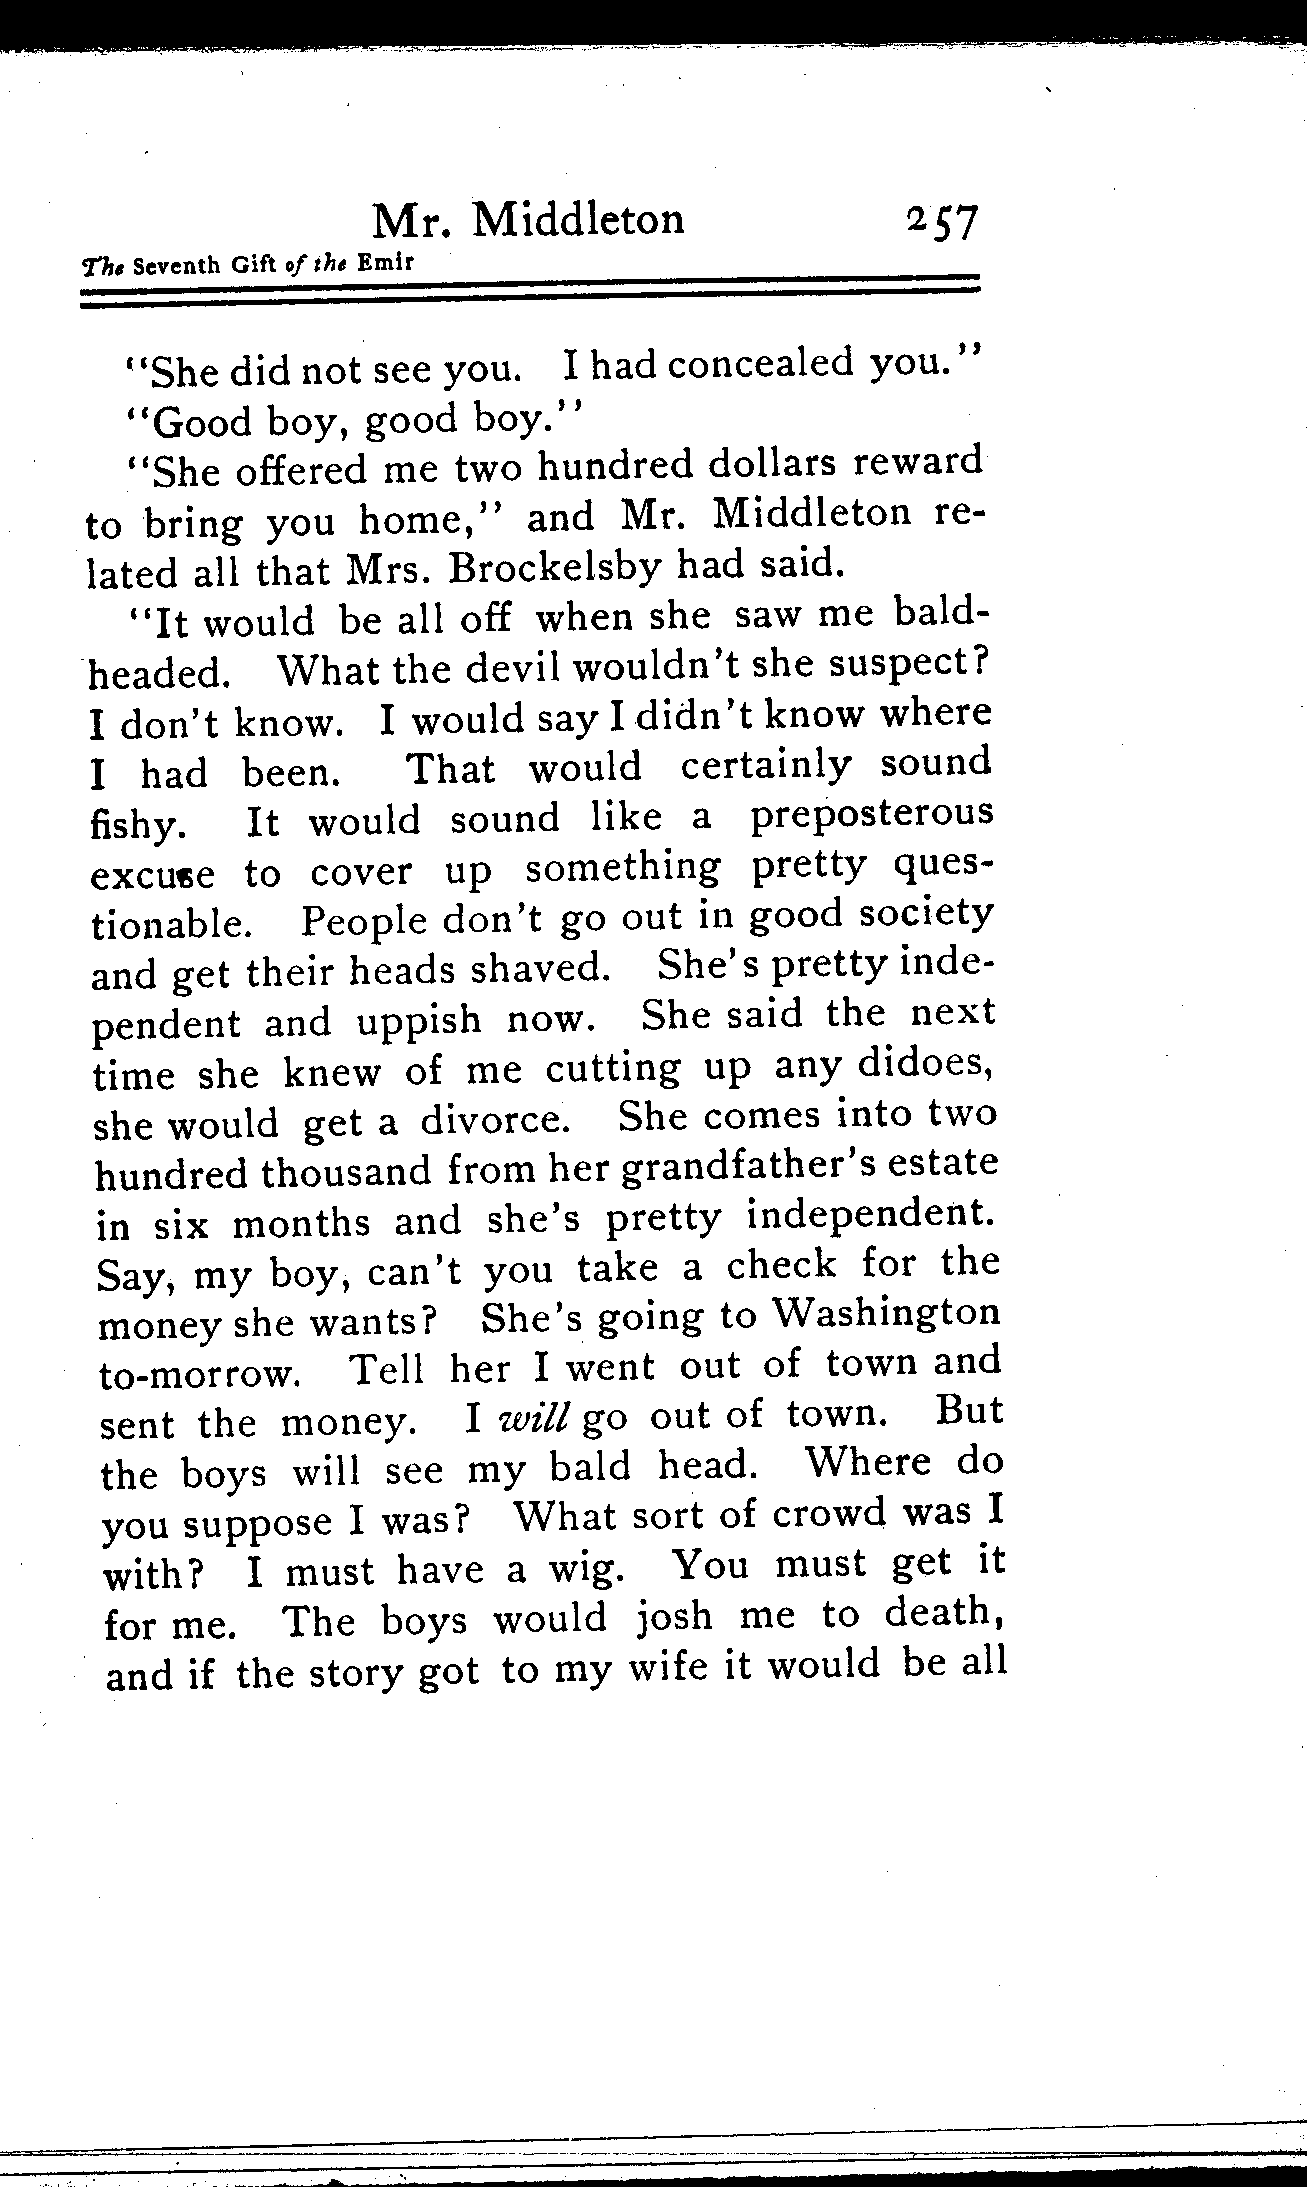 Mr. Middleton 257
The Seventh Gift of the Emir
"She did not see you. I had concealed you."
"Good boy, good boy."
"She offered me two hundred dollars reward
to bring you home," and Mr. Middleton re-
lated all that Mrs. Brockelsby had said.
"It would be all off when she saw me bald-
headed. What the devil wouldn't she suspect?
I don't know. I would say I didn't know where
I had been. That would certainly sound
fishy. It would sound like a preposterous
excuse to cover up something pretty ques-
tionable. People don't go out in good society
and get their heads shaved. She's pretty inde-
pendent and uppish now. She said the next
time she knew of me cutting up any didoes,
she would get a divorce. She comes into two
hundred thousand from her grandfather's estate
in six months and she's pretty independent.
Say, my boy, can't you take a check for the
money she wants? She's going to Washington
to-morrow. Tell her I went out of town and
sent the money. I will go out of town. But
the boys will see my bald head. Where do
you suppose I was? What sort of crowd was I
with? I must have a wig. You must get it
for me. The boys would josh me to death,
and if the story got to my wife it would be all